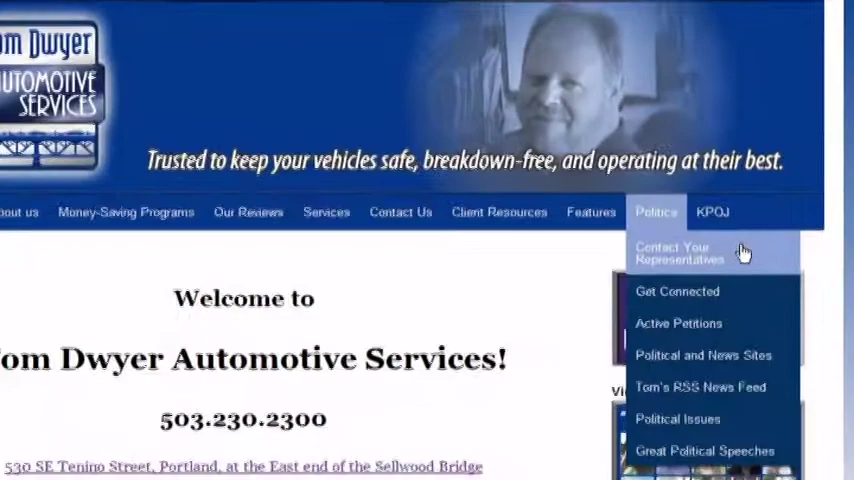 om Dwyer
AUTOMOTIVE
SERVICES
Trusted to keep your vehicles safe, breakdown-free, and operating at their best.
out us Money-Saving Programs Our Reviews Services Contact Us Client Resources Features Politics KPOJ
Contact Your
Representatives
Get Connected
Active Petitions
Political and News Sites
Tom's RSS News Feed
Political Issues
Great Political Speeches
Welcome to
om Dwyer Automotive Services!
503.230.2300
530 SE Tenino Street, Portland, at the East end of the Sellwood Bridge